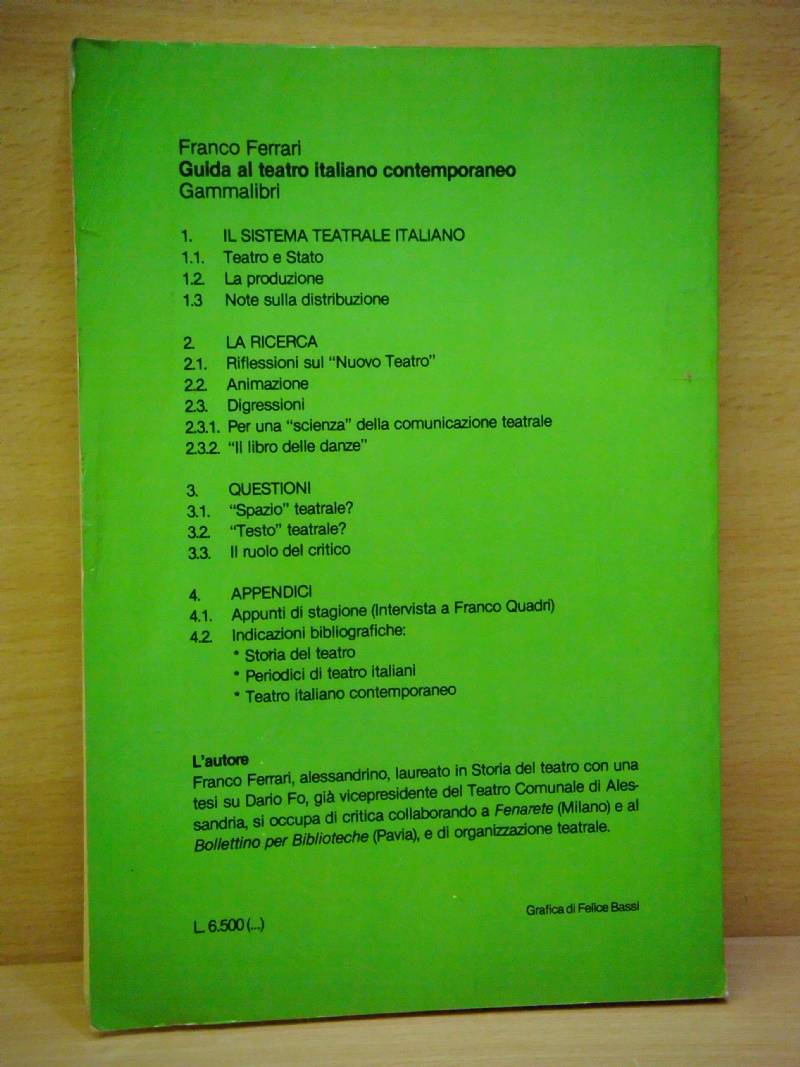 Franco Ferrari
Guida al teatro italiano contemporaneo
Gammalibri
1. IL SISTEMA TEATRALE ITALIANO
1.1. Teatro e Stato
1.2. La produzione
1.3 Note sulla distribuzione
2. LA RICERCA
2.1. Riflessioni sul “Nuovo Teatro”
2.2. Animazione
2.3. Digressioni
2.3.1. Per una “scienza” della comunicazione teatrale
2.3.2. “Il libro delle danze”
3. QUESTIONI
3.1. “Spazio” teatrale?
3.2. “Testo” teatrale?
3.3. Il ruolo del critico
4. APPENDICI
4.1. Appunti di stagione (Intervista a Franco Quadri)
4.2. Indicazioni bibliografiche:
* Storia del teatro
* Periodici di teatro italiani
* Teatro italiano contemporaneo
L'autore
Franco Ferrari, alessandrino, laureato in Storia del teatro con una
tesi su Dario Fo, già vicepresidente del Teatro Comunale di Ales-
sandria, si occupa di critica collaborando a Fenarete (Milano) e al
Bollettino per Biblioteche (Pavia), e di organizzazione teatrale.
Grafica di Felice Bassi
L. 6.500 (...)